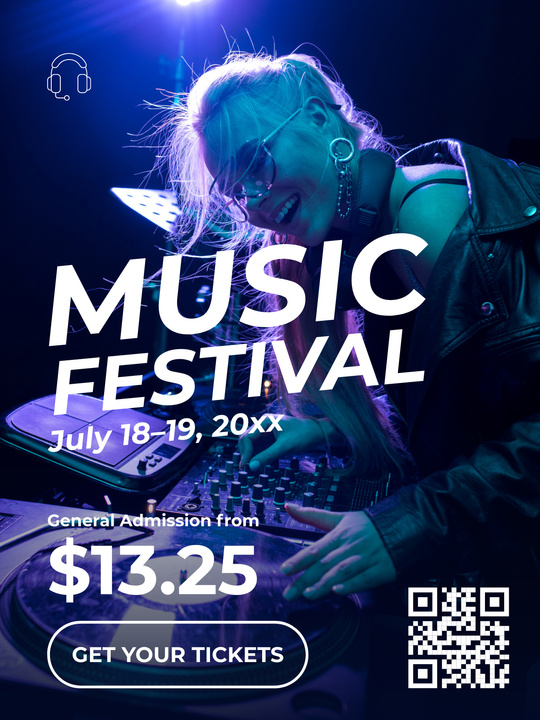 MUSIC
FESTIVAL
July 18–19, 20xx
General Admission from
$13.25
GET YOUR TICKETS